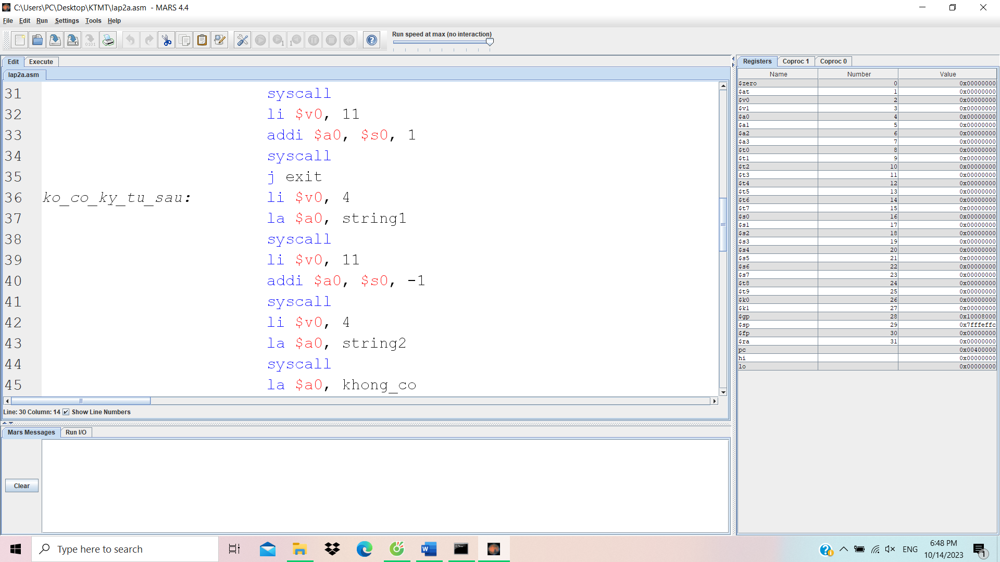 C:\Users\PC\Desktop\KTMT\lap2a.asm - MARS 4.4
File Edit Run Settings Tools Help
Run speed at max (no interaction)
Edit Execute
lap2a.asm
31 syscall
32 li $v0, 11
33 addi $a0, $s0, 1
34 syscall
35 j exit
36 ko_co_ky_tu_sau: li $v0, 4
37 la $a0, string1
38 syscall
39 li $v0, 11
40 addi $a0, $s0, -1
41 syscall
42 li $v0, 4
43 la $a0, string2
44 syscall
45 la $a0, khong_co
Line: 30 Column: 14 Show Line Numbers
Mars Messages Run I/O
Clear
Registers Coproc 1 Coproc 0
Name Number Value
$zero 0 0x00000000
$at 1 0x00000000
$v0 2 0x00000000
$v1 3 0x00000000
$a0 4 0x00000000
$a1 5 0x00000000
$a2 6 0x00000000
$a3 7 0x00000000
$t0 8 0x00000000
$t1 9 0x00000000
$t2 10 0x00000000
$t3 11 0x00000000
$t4 12 0x00000000
$t5 13 0x00000000
$t6 14 0x00000000
$t7 15 0x00000000
$s0 16 0x00000000
$s1 17 0x00000000
$s2 18 0x00000000
$s3 19 0x00000000
$s4 20 0x00000000
$s5 21 0x00000000
$s6 22 0x00000000
$s7 23 0x00000000
$t8 24 0x00000000
$t9 25 0x00000000
$k0 26 0x00000000
$k1 27 0x00000000
$gp 28 0x10008000
$sp 29 0x7fffeffc
$fp 30 0x00000000
$ra 31 0x00000000
pc 0x00400000
hi 0x00000000
lo 0x00000000
Type here to search
ENG
6:48 PM
10/14/2023
1